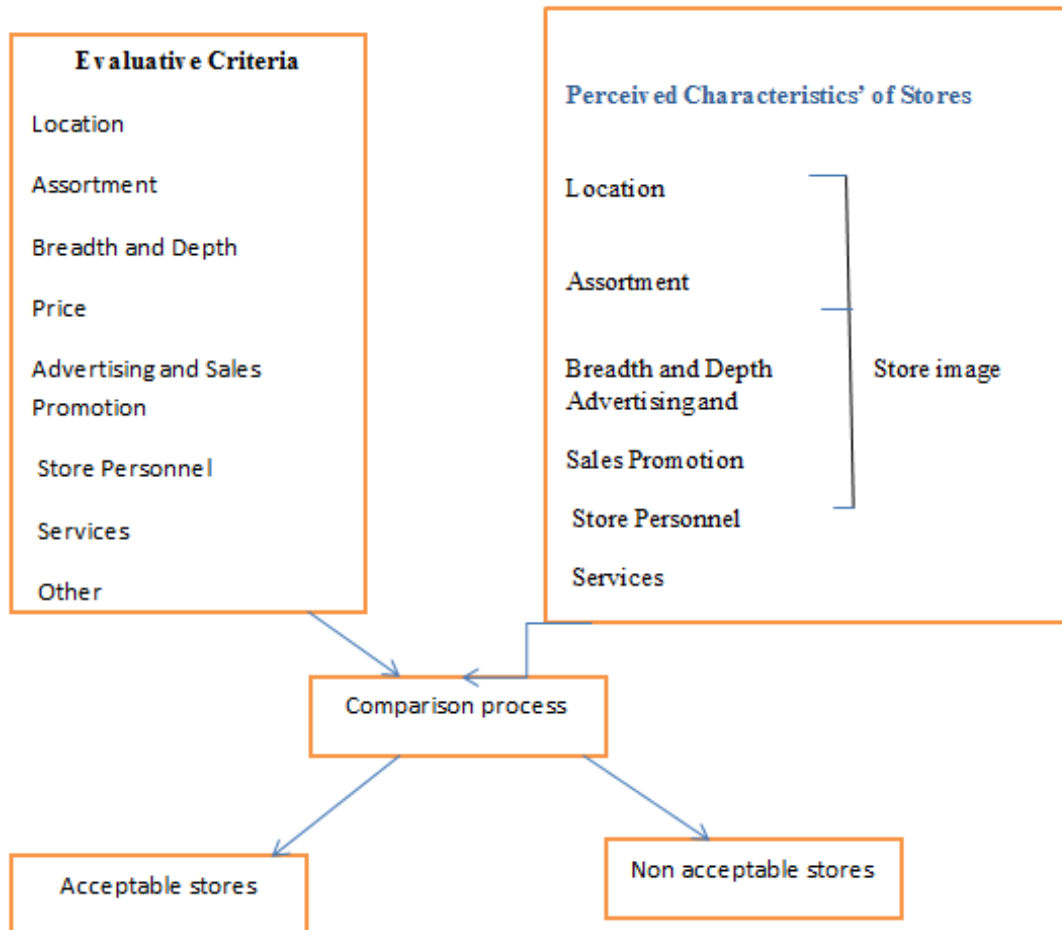 Evaluative Criteria
Location
Assortment
Breadth and Depth
Price
Advertising and Sales
Promotion
Store Personnel
Services
Other
Perceived Characteristics’ of Stores
Location
Assortment
Breadth and Depth
Advertising and
Sales Promotion
Store Personnel
Services
Store image
Comparison process
Acceptable stores
Non acceptable stores